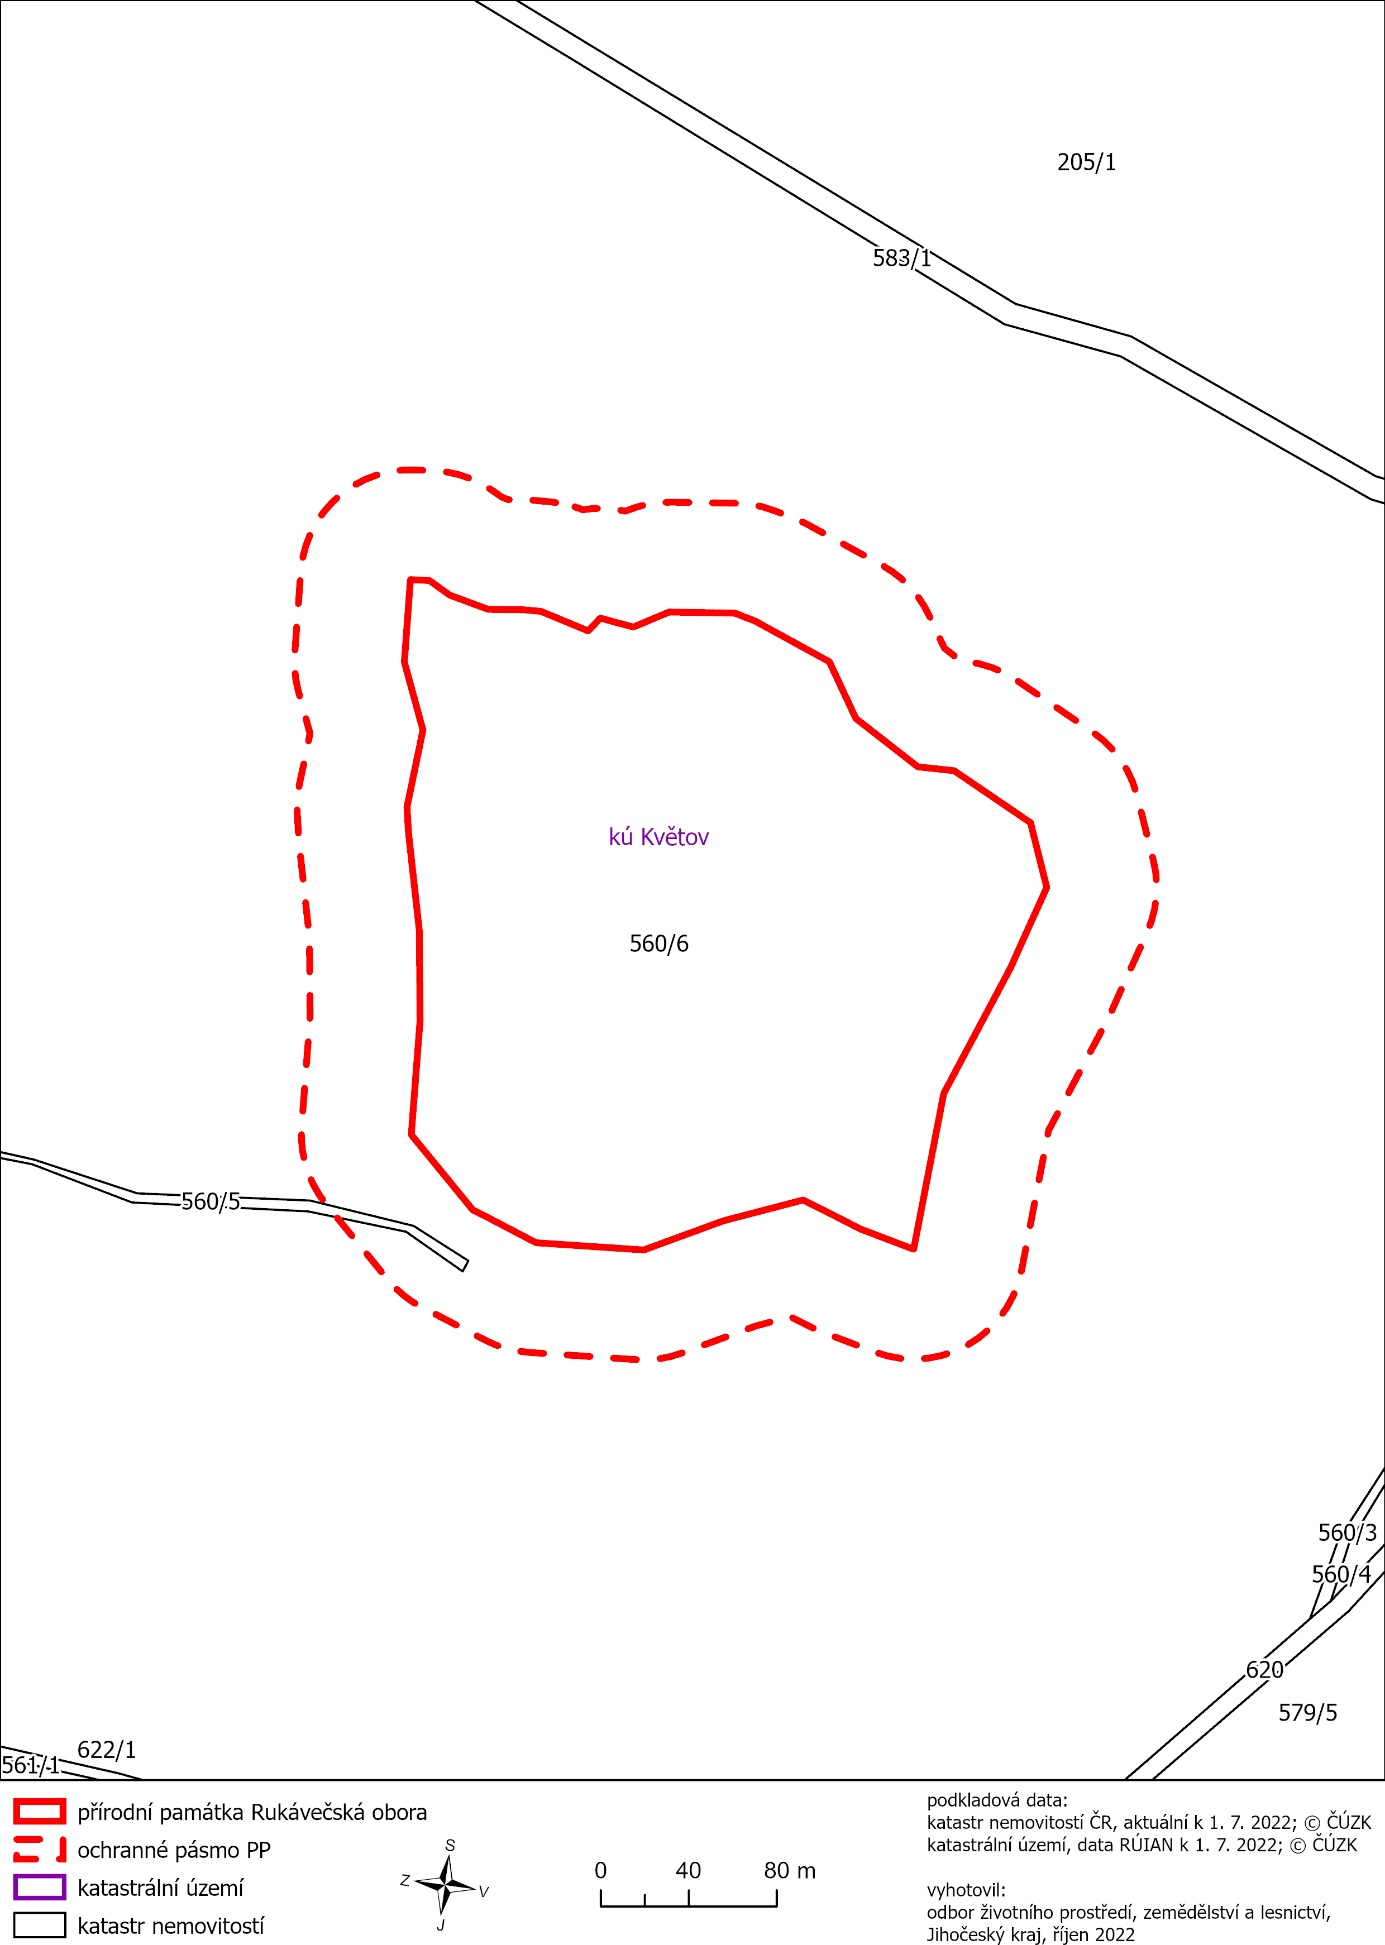 205/1
583/1
kú Květov
560/6
560/5
560/3
560/4
620
579/5
622/1
561/1
přírodní památka Rukávečská obora
ochranné pásmo PP
katastrální území
katastr nemovitostí
S
Z
V
J
0 40 80 m
podkladová data:
katastr nemovitostí ČR, aktuální k 1. 7. 2022; © ČÚZK
katastrální území, data RÚIAN k 1. 7. 2022; © ČÚZK
vyhotovil:
odbor životního prostředí, zemědělství a lesnictví,
Jihočeský kraj, říjen 2022